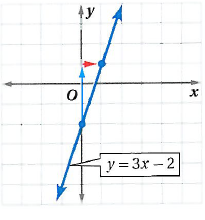 y
O
x
y = 3x − 2